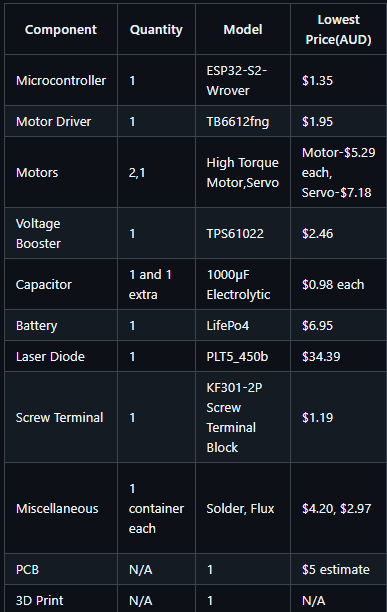 Component Quantity Model Lowest Price(AUD)
Microcontroller 1 ESP32-S2-Wrover $1.35
Motor Driver 1 TB6612fng $1.95
Motors 2,1 High Torque Motor,Servo Motor-$5.29 each, Servo-$7.18
Voltage Booster 1 TPS61022 $2.46
Capacitor 1 and 1 extra 1000µF Electrolytic $0.98 each
Battery 1 LifePo4 $6.95
Laser Diode 1 PLT5_450b $34.39
Screw Terminal 1 KF301-2P Screw Terminal Block $1.19
Miscellaneous 1 container each Solder, Flux $4.20, $2.97
PCB N/A 1 $5 estimate
3D Print N/A 1 N/A